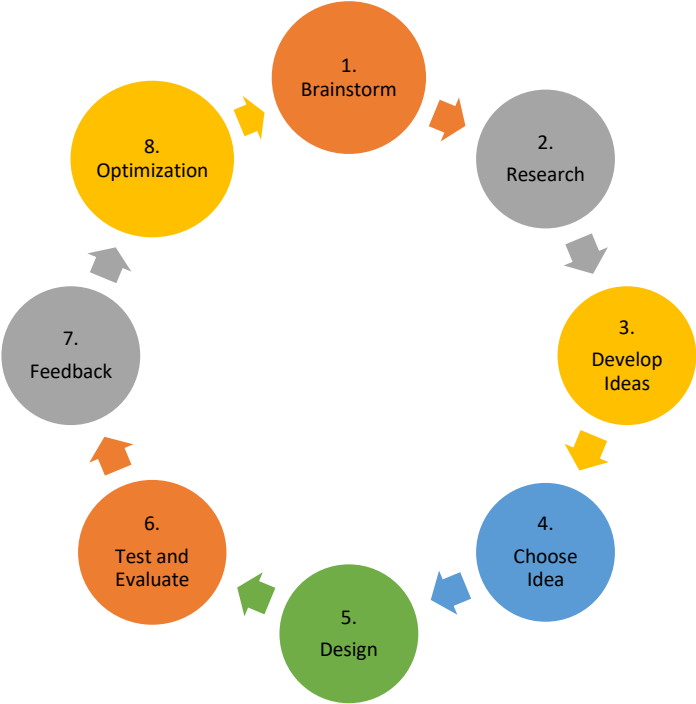 1.
Brainstorm
2.
Research
3.
Develop
Ideas
4.
Choose
Idea
5.
Design
6.
Test and
Evaluate
7.
Feedback
8.
Optimization